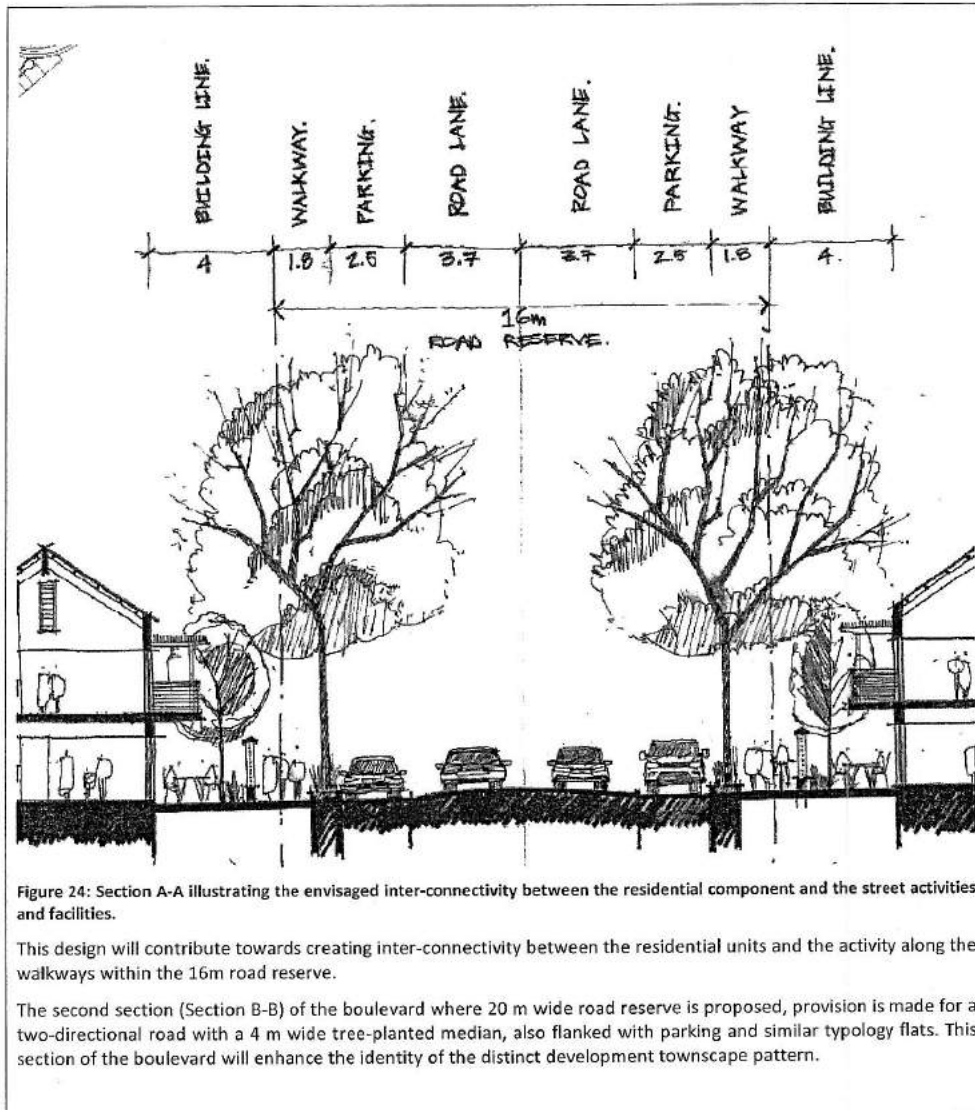 BUILDING LINE.
WALKWAY.
PARKING.
ROAD LANE.
ROAD LANE.
PARKING.
WALKWAY
BUILDING LINE.
4 1.8 2.5 3.7 3.7 2.5 1.8 4.
16m
ROAD RESERVE.
Figure 24: Section A-A illustrating the envisaged inter-connectivity between the residential component and the street activities
and facilities.
This design will contribute towards creating inter-connectivity between the residential units and the activity along the
walkways within the 16m road reserve.
The second section (Section B-B) of the boulevard where 20 m wide road reserve is proposed, provision is made for a
two-directional road with a 4 m wide tree-planted median, also flanked with parking and similar typology flats. This
section of the boulevard will enhance the identity of the distinct development townscape pattern.